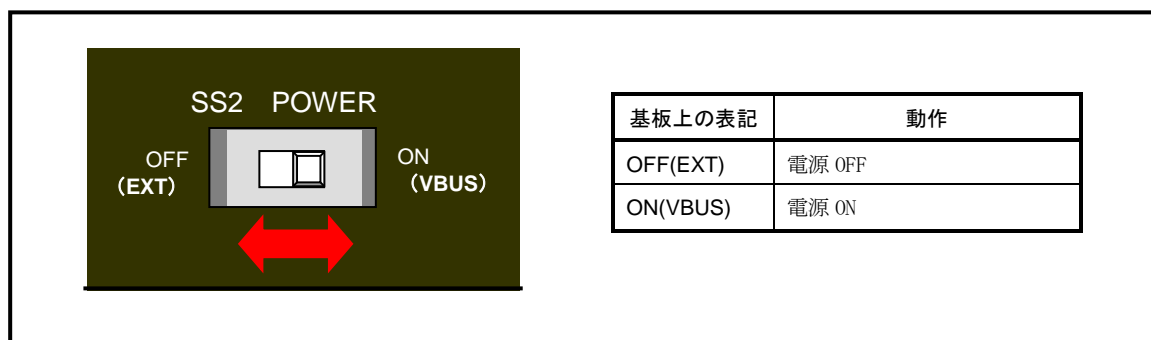 SS2 POWER
OFF
(EXT)
ON
(VBUS)
基板上の表記 動作
OFF(EXT) 電源 OFF
ON(VBUS) 電源 ON